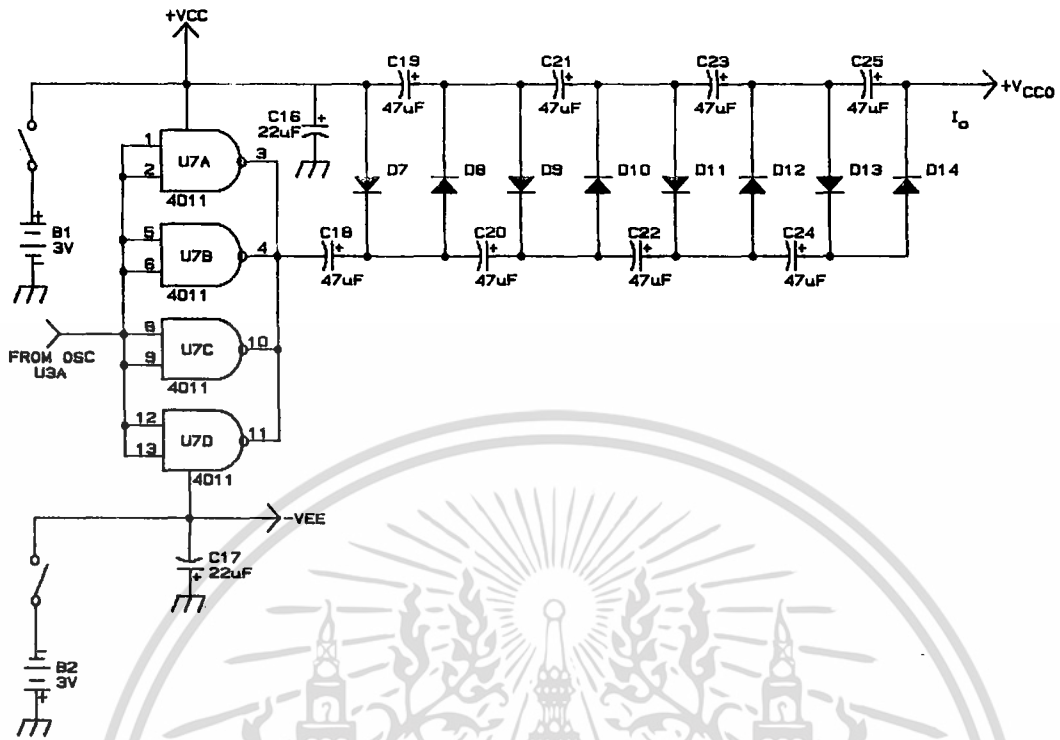 +VCC
C19
47uF
C21
47uF
C23
47uF
C25
47uF
+VCCO
Io
C16
22uF
1
2
U7A
3
4011
D7
D8
D9
D10
D11
D12
D13
D14
B1
3V
5
6
U7B
4
4011
C18
47uF
C20
47uF
C22
47uF
C24
47uF
FROM OSC
U3A
8
9
U7C
10
4011
12
13
U7D
11
4011
-VEE
C17
22uF
B2
3V